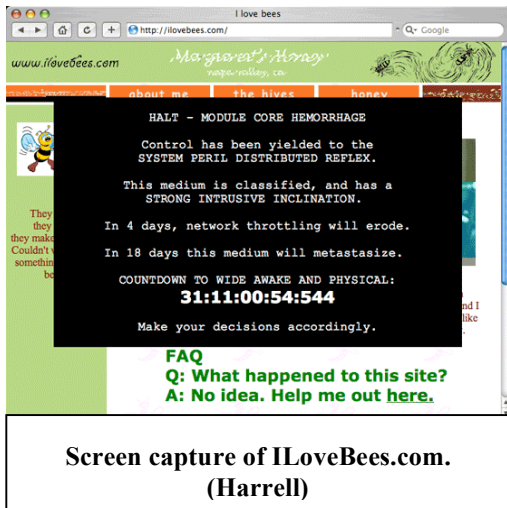 I love bees
http://ilovebees.com/
Google
www.ilovebees.com
Margaret's Honey
napa valley, ca
about me
the hives
honey
HALT - MODULE CORE HEMORRHAGE
Control has been yielded to the
SYSTEM PERIL DISTRIBUTED REFLEX.
This medium is classified, and has a
STRONG INTRUSIVE INCLINATION.
In 4 days, network throttling will erode.
In 18 days this medium will metastasize.
COUNTDOWN TO WIDE AWAKE AND PHYSICAL:
31:11:00:54:544
Make your decisions accordingly.
They
they
they make
Couldn't
somethin
be
and I
like
FAQ
Q: What happened to this site?
A: No idea. Help me out here.
Screen capture of ILoveBees.com.
(Harrell)